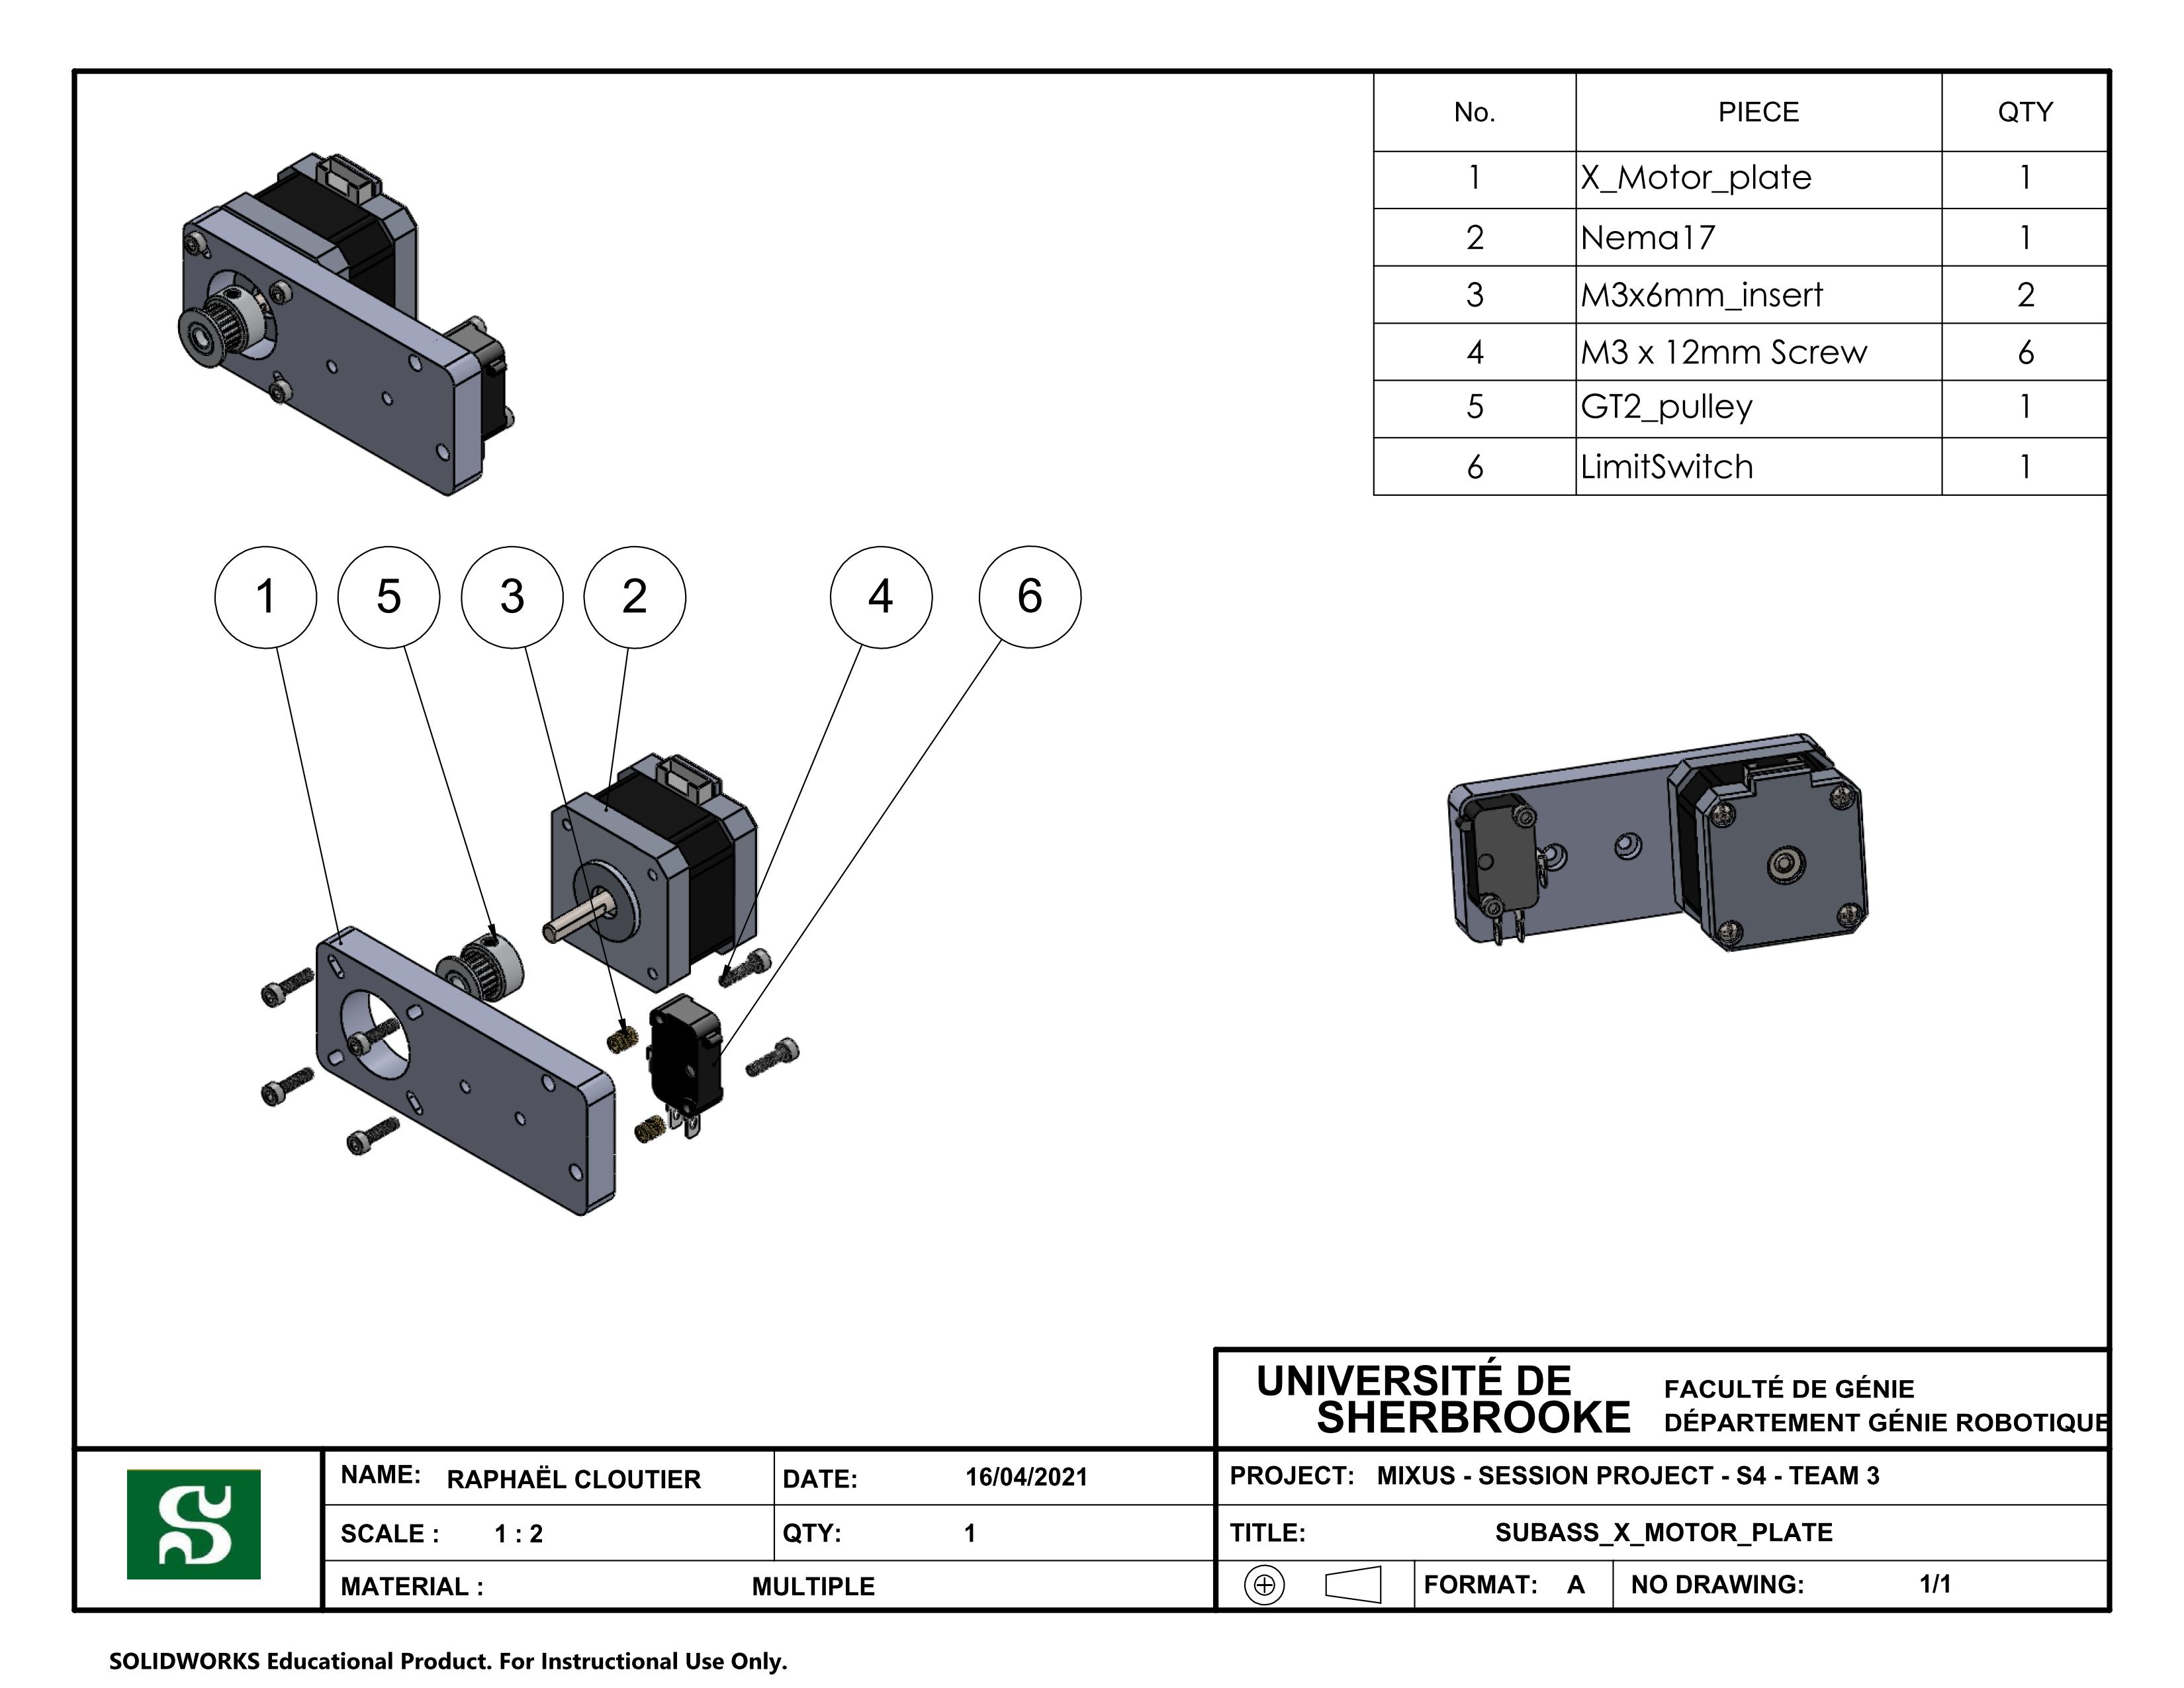 No. PIECE QTY
1 X_Motor_plate 1
2 Nema17 1
3 M3x6mm_insert 2
4 M3 x 12mm Screw 6
5 GT2_pulley 1
6 LimitSwitch 1
1 5 3 2 4 6
UNIVERSITÉ DE
SHERBROOKE
FACULTÉ DE GÉNIE
DÉPARTEMENT GÉNIE ROBOTIQUE
NAME: RAPHAËL CLOUTIER DATE: 16/04/2021 PROJECT: MIXUS - SESSION PROJECT - S4 - TEAM 3
SCALE : 1 : 2 QTY: 1 TITLE: SUBASS_X_MOTOR_PLATE
MATERIAL : MULTIPLE FORMAT: A NO DRAWING: 1/1
SOLIDWORKS Educational Product. For Instructional Use Only.